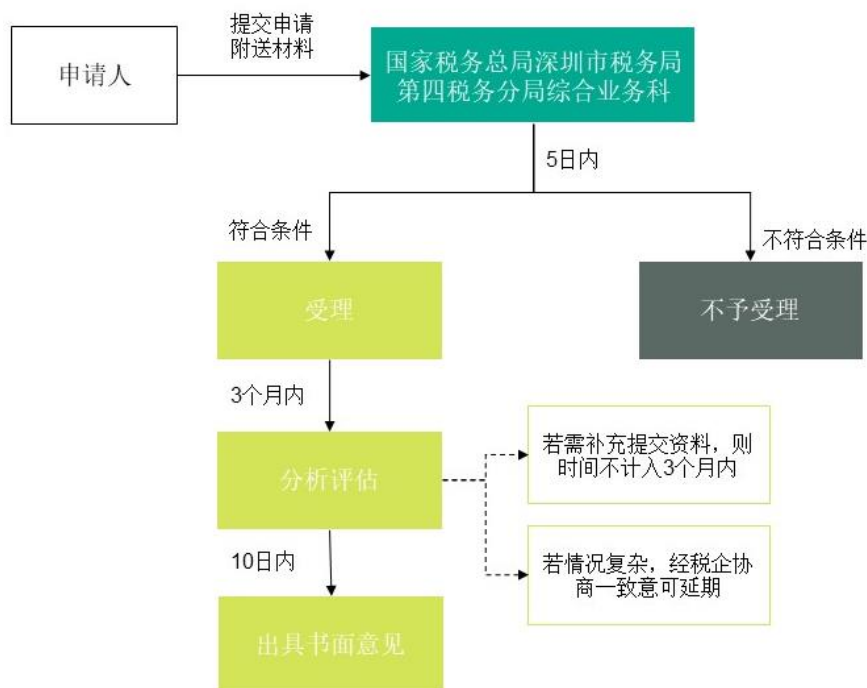 提交申请
附送材料
申请人
国家税务总局深圳市税务局
第四税务分局综合业务科
5日内
符合条件
不符合条件
受理
不予受理
3个月内
若需补充提交资料，则
时间不计入3个月内
分析评估
10日内
若情况复杂，经税企协
商一致意可延期
出具书面意见